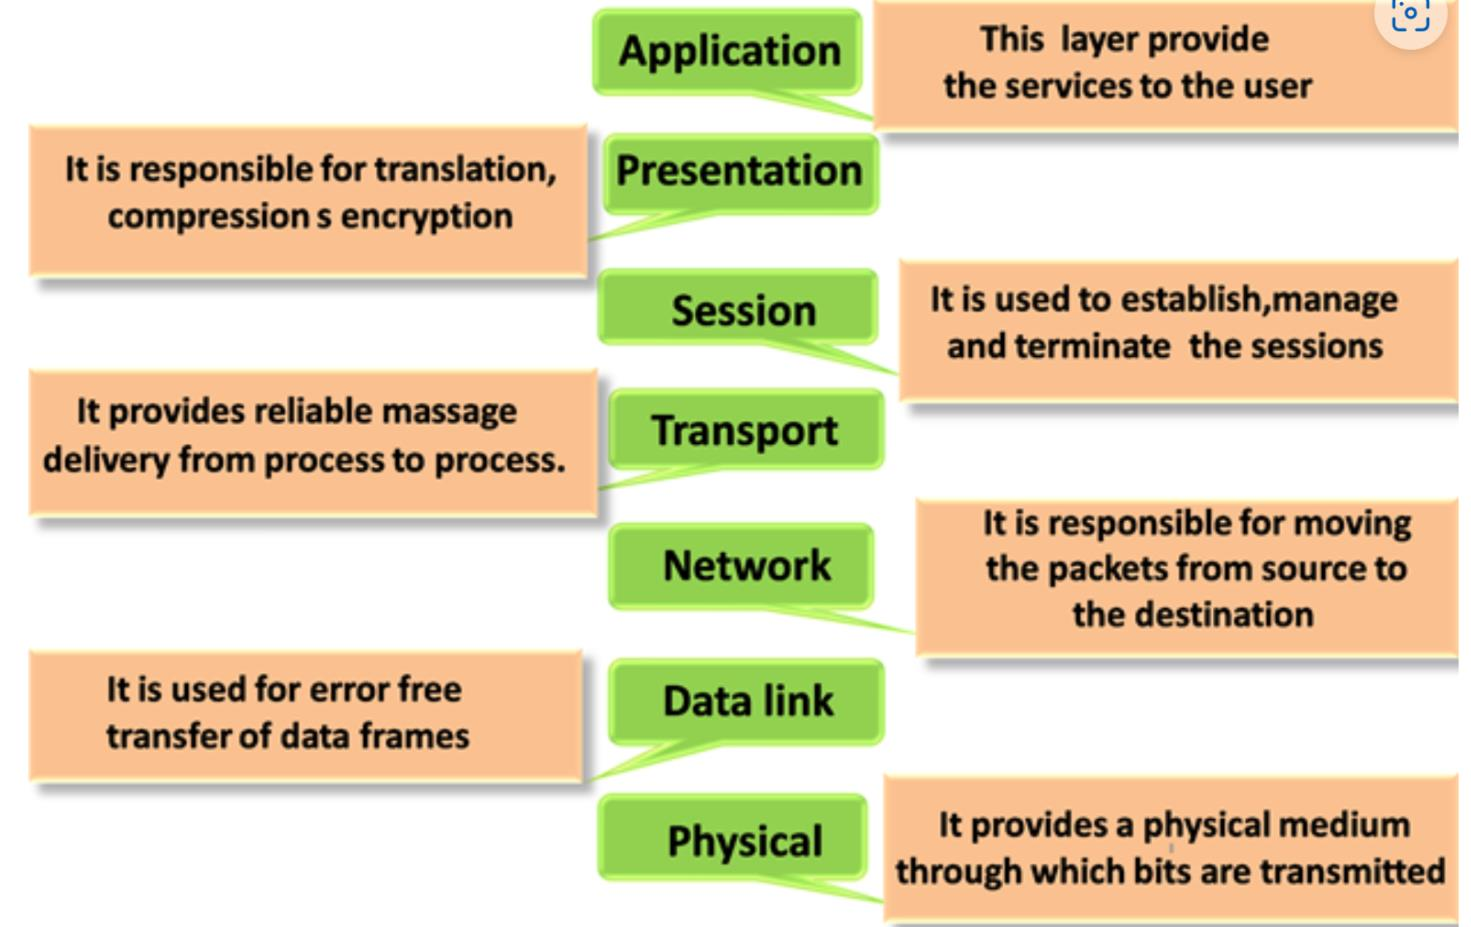 Application
This layer provide
the services to the user
Presentation
It is responsible for translation,
compression s encryption
Session
It is used to establish,manage
and terminate the sessions
Transport
It provides reliable massage
delivery from process to process.
Network
It is responsible for moving
the packets from source to
the destination
Data link
It is used for error free
transfer of data frames
Physical
It provides a physical medium
through which bits are transmitted